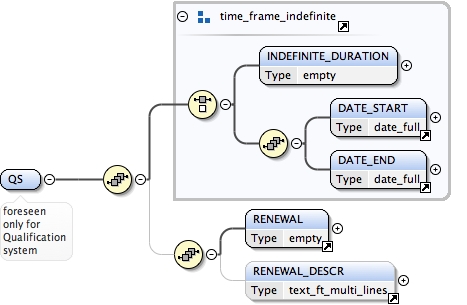 time_frame_indefinite
INDEFINITE_DURATION
Type empty
DATE_START
Type date_full
DATE_END
Type date_full
QS
foreseen
only for
Qualification
system
RENEWAL
Type empty
RENEWAL_DESCR
Type text_ft_multi_lines